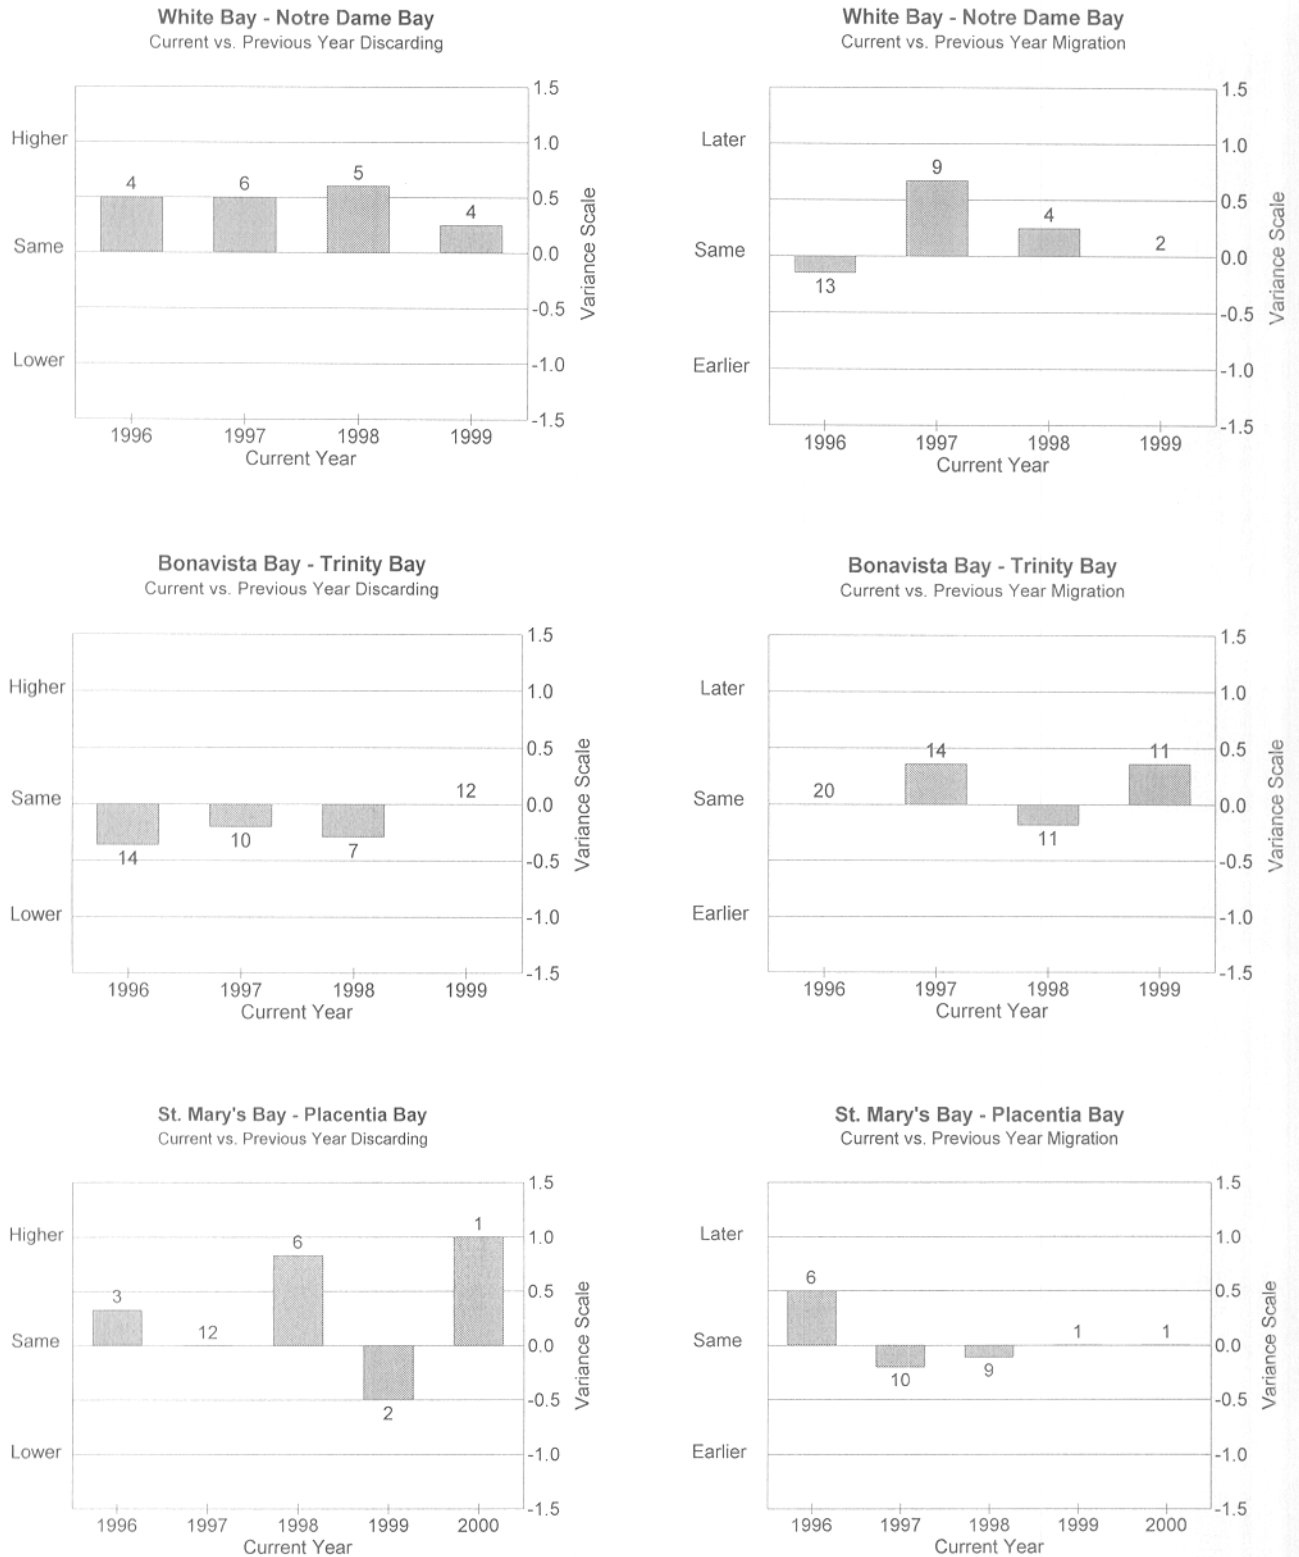 White Bay - Notre Dame Bay
Current vs. Previous Year Discarding
1.5
Higher
1.0
4
6
5
4
0.5
Same
0.0
-0.5
Lower
-1.0
-1.5
Variance Scale
1996 1997 1998 1999
Current Year
White Bay - Notre Dame Bay
Current vs. Previous Year Migration
1.5
Later
1.0
9
4
2
0.5
Same
0.0
13
-0.5
Earlier
-1.0
-1.5
Variance Scale
1996 1997 1998 1999
Current Year
Bonavista Bay - Trinity Bay
Current vs. Previous Year Discarding
1.5
Higher
1.0
0.5
Same
12
0.0
14
10
7
-0.5
Lower
-1.0
-1.5
Variance Scale
1996 1997 1998 1999
Current Year
Bonavista Bay - Trinity Bay
Current vs. Previous Year Migration
1.5
Later
1.0
14
11
0.5
Same
20
0.0
11
-0.5
Earlier
-1.0
-1.5
Variance Scale
1996 1997 1998 1999
Current Year
St. Mary's Bay - Placentia Bay
Current vs. Previous Year Discarding
1.5
Higher
1
1.0
6
3
0.5
Same
12
0.0
-0.5
2
Lower
-1.0
-1.5
Variance Scale
1996 1997 1998 1999 2000
Current Year
St. Mary's Bay - Placentia Bay
Current vs. Previous Year Migration
1.5
Later
1.0
6
0.5
Same
1
1
0.0
10
9
-0.5
Earlier
-1.0
-1.5
Variance Scale
1996 1997 1998 1999 2000
Current Year